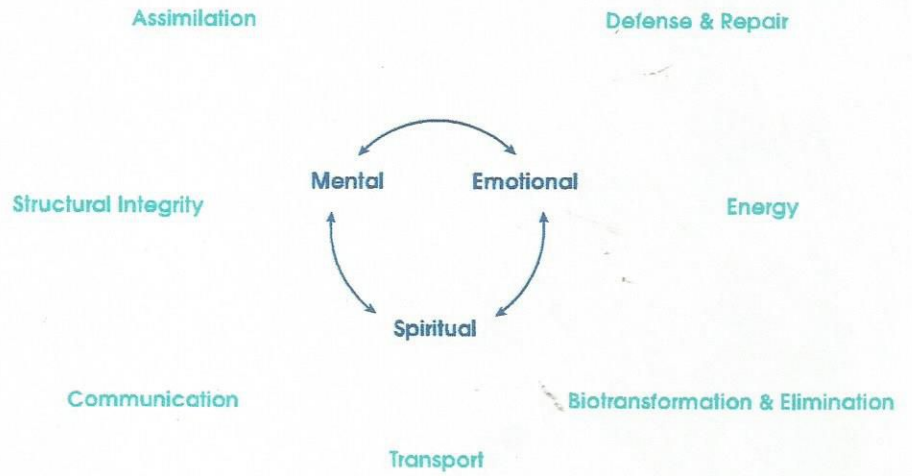 Assimilation
Defense & Repair
Mental
Emotional
Structural Integrity
Energy
Spiritual
Communication
Biotransformation & Elimination
Transport